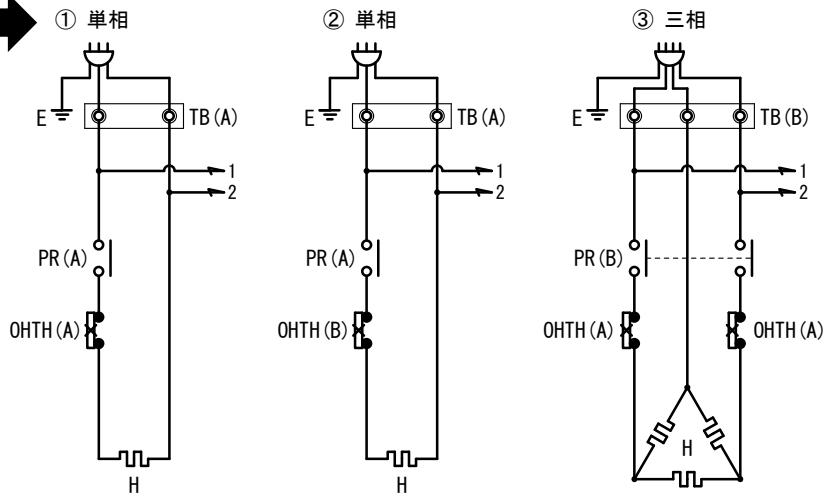 ① 単相
② 単相
③ 三相
E
TB(A)
E
TB(A)
E
TB(B)
1
2
1
2
1
2
PR(A)
PR(A)
PR(B)
OHTH(A)
OHTH(B)
OHTH(A)
OHTH(A)
H
H
H